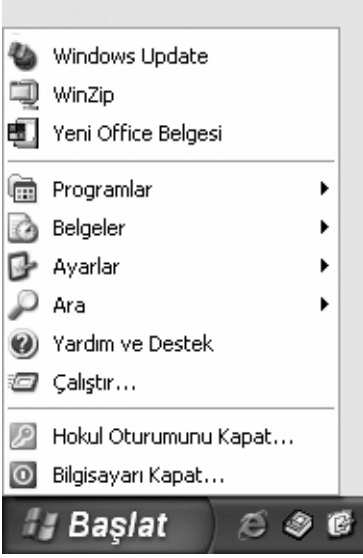 Windows Update
WinZip
Yeni Office Belgesi
Programlar
Belgeler
Ayarlar
Ara
Yardım ve Destek
Çalıştır...
Hokul Oturumunu Kapat...
Bilgisayarı Kapat...
Başlat